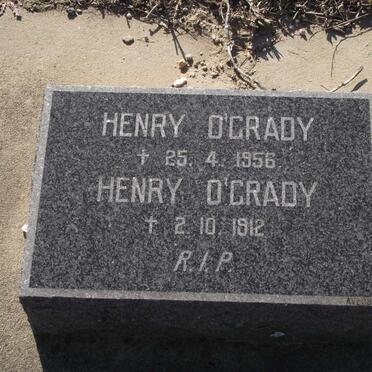 HENRY O'GRADY
† 25. 4. 1956
HENRY O'GRADY
† 2. 10. 1912
R.I.P.